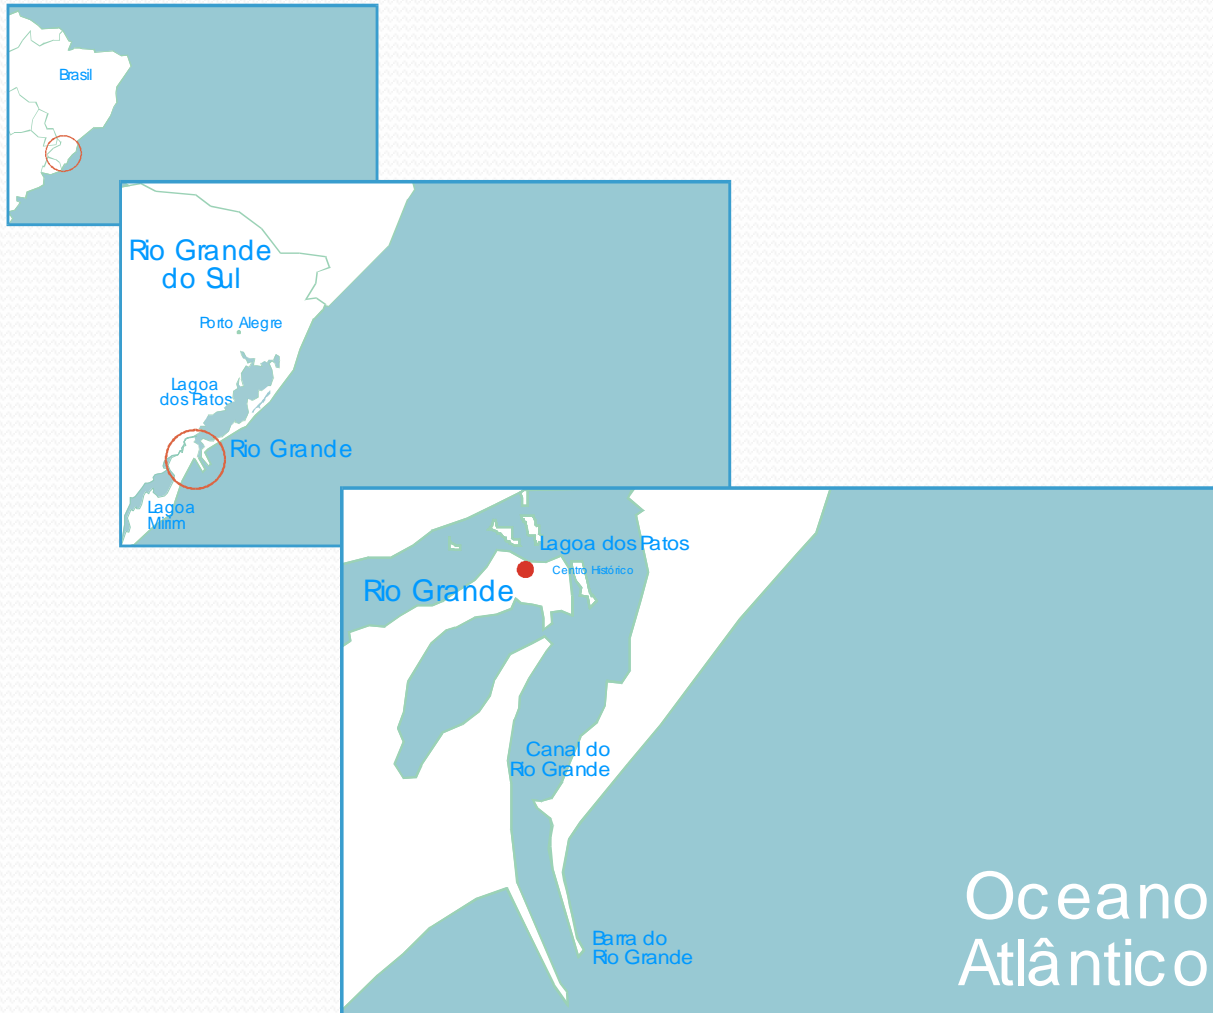 Brasil
Rio Grande
do Sul
Porto Alegre
Lagoa
dos Patos
Rio Grande
Lagoa
Mirim
Lagoa dos Patos
Centro Histórico
Rio Grande
Canal do
Rio Grande
Barra do
Rio Grande
Oceano
Atlântico